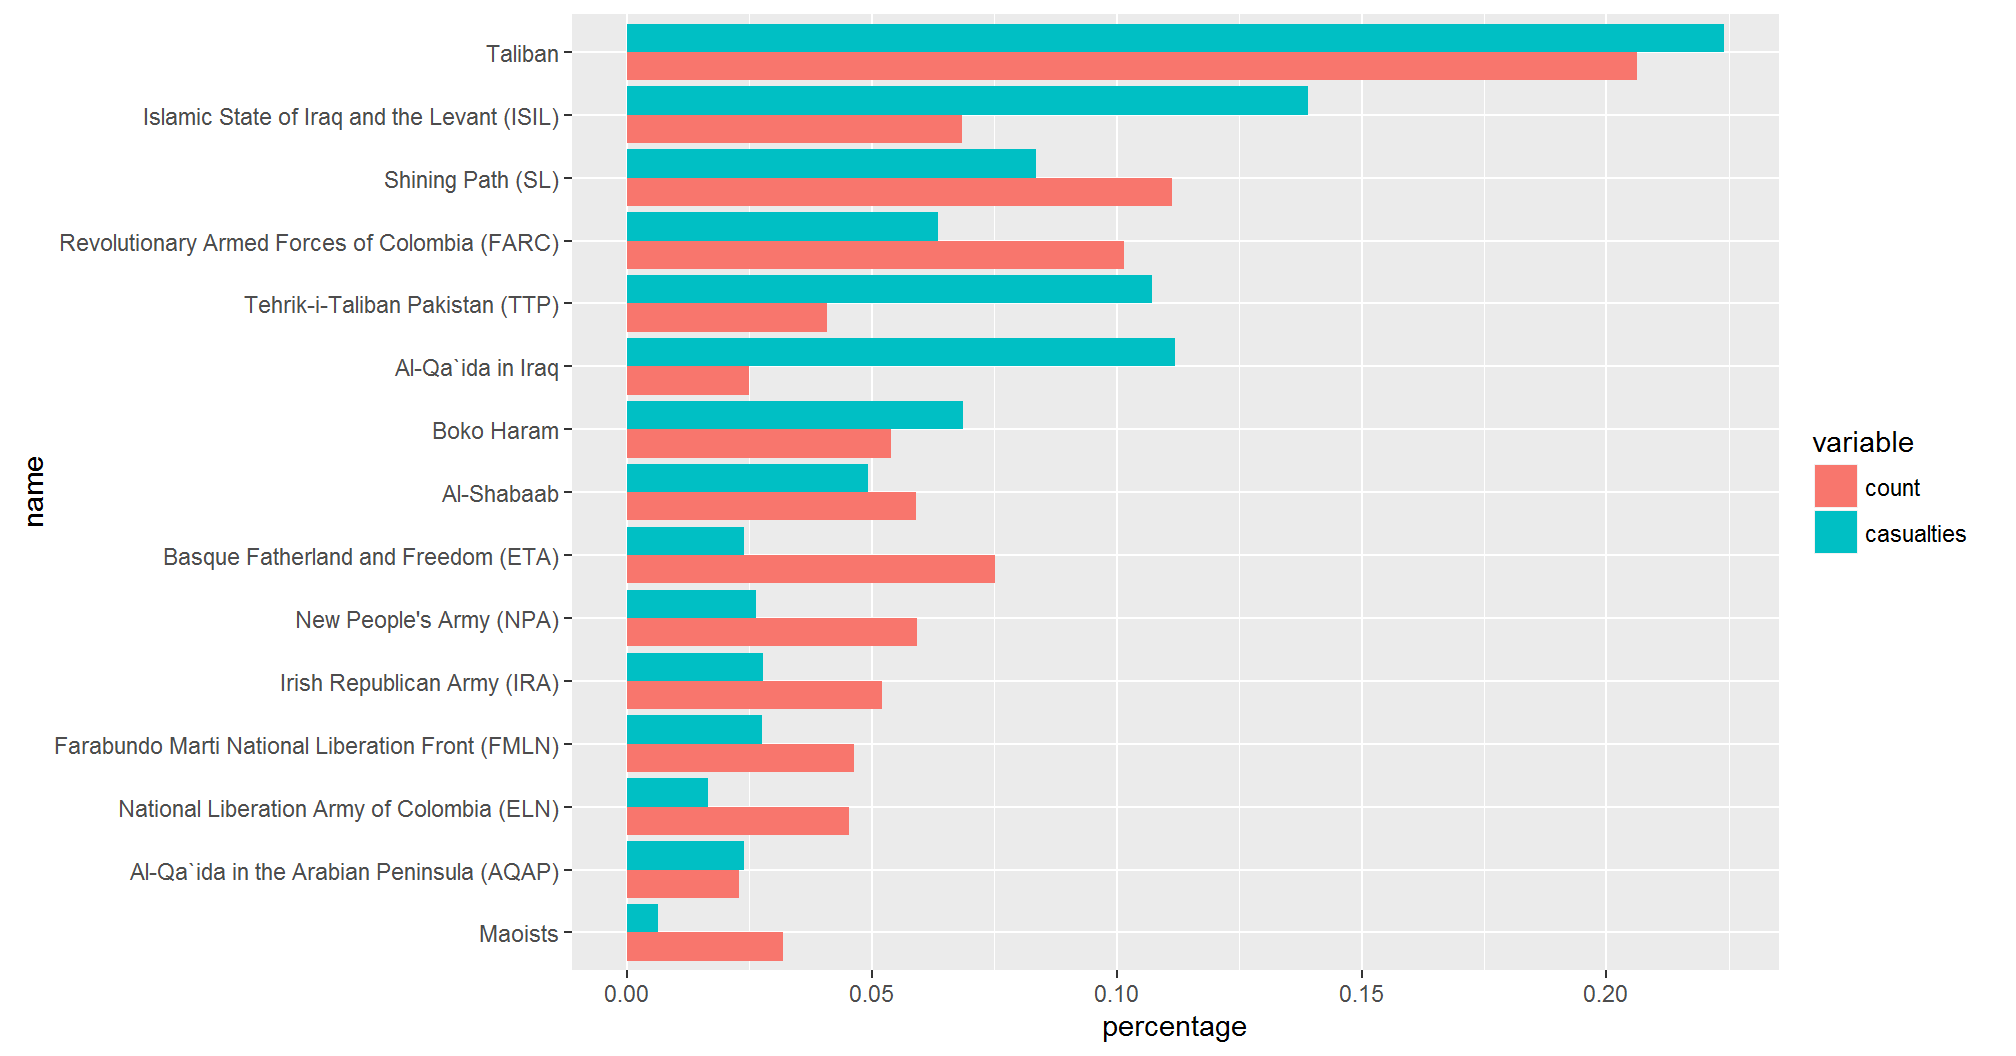 Taliban
Islamic State of Iraq and the Levant (ISIL)
Shining Path (SL)
Revolutionary Armed Forces of Colombia (FARC)
Tehrik-i-Taliban Pakistan (TTP)
Al-Qa`ida in Iraq
Boko Haram
Al-Shabaab
Basque Fatherland and Freedom (ETA)
New People's Army (NPA)
Irish Republican Army (IRA)
Farabundo Marti National Liberation Front (FMLN)
National Liberation Army of Colombia (ELN)
Al-Qa`ida in the Arabian Peninsula (AQAP)
Maoists
name
0.00 0.05 0.10 0.15 0.20
percentage
variable
count
casualties